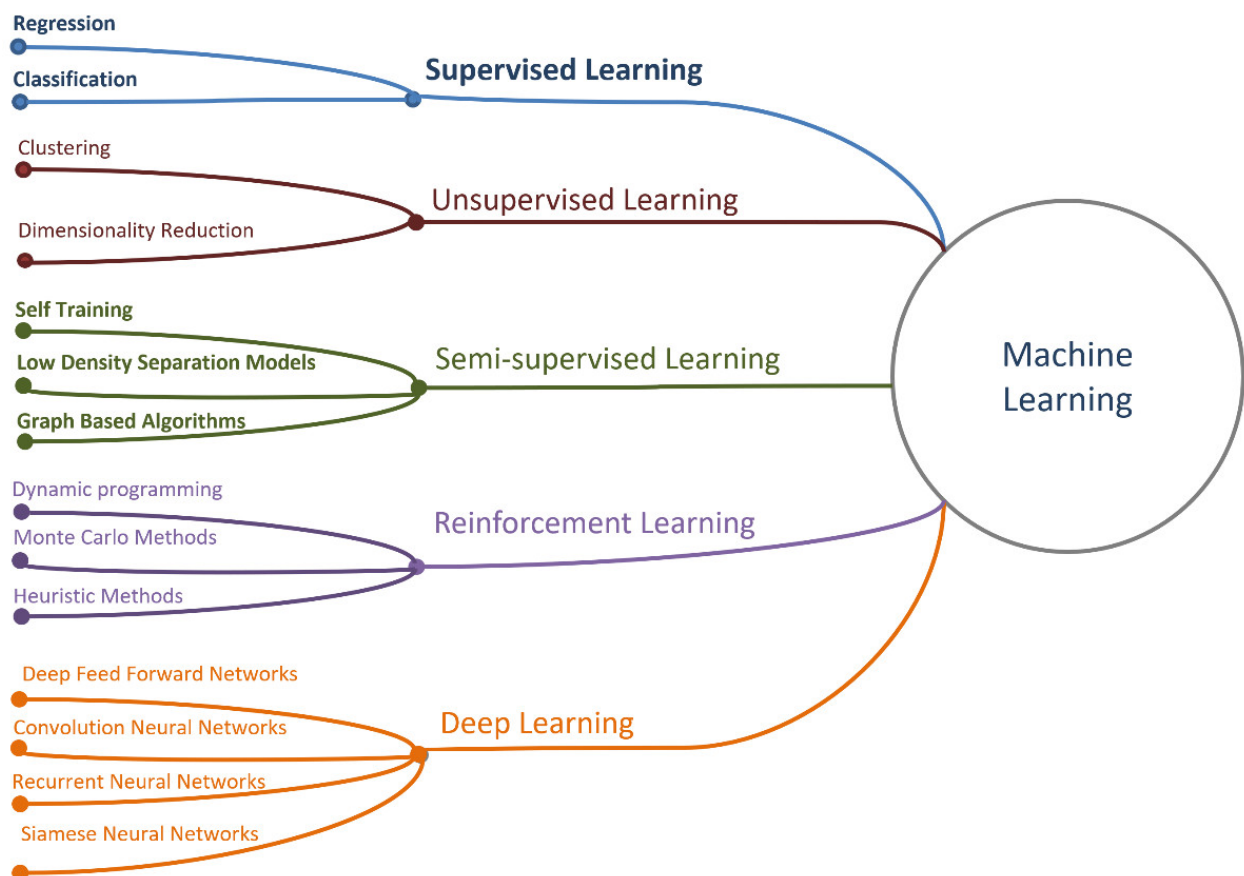 Regression
Classification
Supervised Learning
Clustering
Dimensionality Reduction
Unsupervised Learning
Self Training
Low Density Separation Models
Graph Based Algorithms
Semi-supervised Learning
Dynamic programming
Monte Carlo Methods
Heuristic Methods
Reinforcement Learning
Deep Feed Forward Networks
Convolution Neural Networks
Recurrent Neural Networks
Siamese Neural Networks
Deep Learning
Machine
Learning